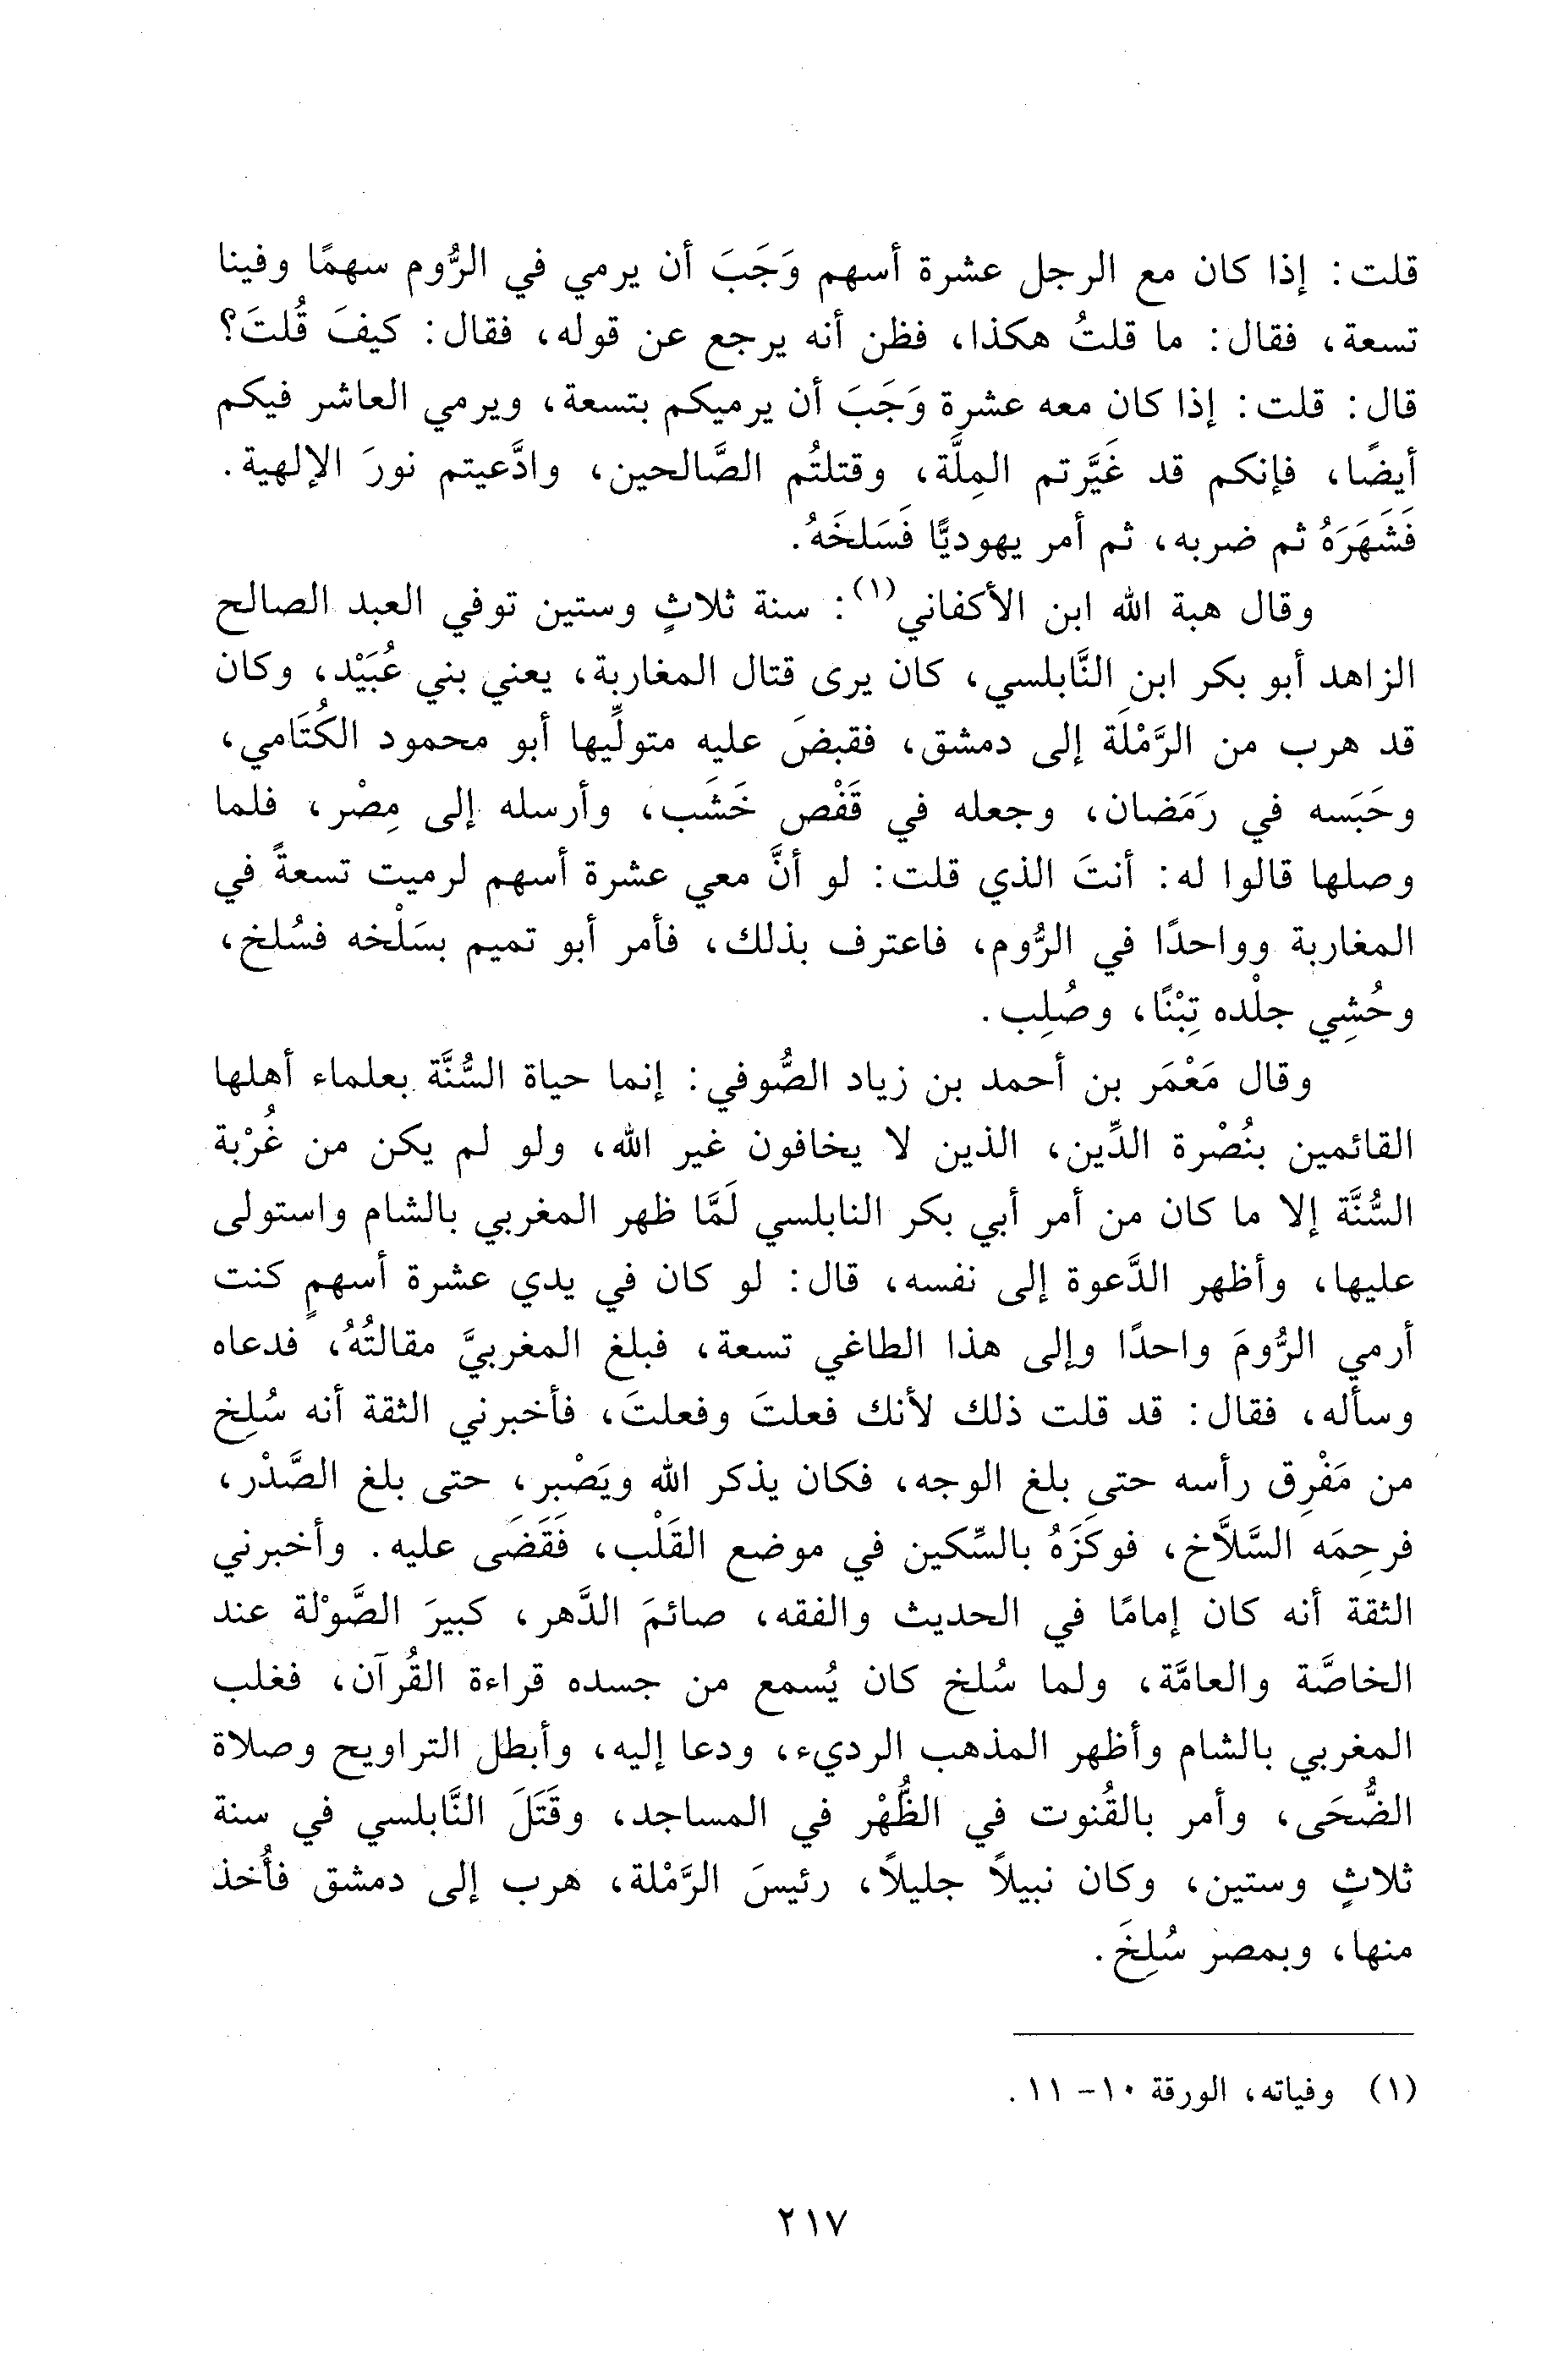 قلت: إذا كان مع الرجل عشرة أسهم وَجَبَ أن يرمي في الرُّوم سهمًا وفينا
تسعة، فقال: ما قلتُ هكذا، فظن أنه يرجع عن قوله، فقال: كيفَ قُلتَ؟
قال: قلت: إذا كان معه عشرة وَجَبَ أن يرميكم بتسعة، ويرمي العاشر فيكم
أيضًا، فإنكم قد غَيَّرتم المِلَّة، وقتلتُم الصَّالحين، وادَّعيتم نورَ الإلهية.
فَشَهَرَهُ ثم ضربه، ثم أمر يهوديًّا فَسَلخَهُ.
وقال هبة الله ابن الأكفاني(١): سنة ثلاثٍ وستين توفي العبد الصالح
الزاهد أبو بكر ابن النَّابلسي، كان يرى قتال المغاربة، يعني بني عُبَيْد، وكان
قد هرب من الرَّمْلَة إلى دمشق، فقبضَ عليه متولِّيها أبو محمود الكُتَامي،
وحَبَسه في رَمَضان، وجعله في قَفْص خَشَب، وأرسله إلى مِصْر، فلما
وصلها قالوا له: أنتَ الذي قلت: لو أنَّ معي عشرة أسهم لرميت تسعةً في
المغاربة وواحدًا في الرُّوم، فاعترف بذلك، فأمر أبو تميم بسَلْخه فسُلخ،
وحُشِي جلْده تِبْنًا، وصُلِب.
وقال مَعْمَر بن أحمد بن زياد الصُّوفي: إنما حياة السُّنَّة بعلماء أهلها
القائمين بنُصْرة الدِّين، الذين لا يخافون غير الله، ولو لم يكن من غُرْبة
السُّنَّة إلا ما كان من أمر أبي بكر النابلسي لَمَّا ظهر المغربي بالشام واستولى
عليها، وأظهر الدَّعوة إلى نفسه، قال: لو كان في يدي عشرة أسهمٍ كنت
أرمي الرُّومَ واحدًا وإلى هذا الطاغي تسعة، فبلغ المغربيَّ مقالتُهُ، فدعاه
وسأله، فقال: قد قلت ذلك لأنك فعلتَ وفعلتَ، فأخبرني الثقة أنه سُلِخ
من مَفْرِق رأسه حتى بلغ الوجه، فكان يذكر الله ويَصْبر، حتى بلغ الصَّدْر،
فرحِمَه السَّلاَّخ، فوكَزَهُ بالسِّكين في موضع القَلْب، فَقَضَى عليه. وأخبرني
الثقة أنه كان إمامًا في الحديث والفقه، صائمَ الدَّهر، كبيرَ الصَّوْلة عند
الخاصَّة والعامَّة، ولما سُلخ كان يُسمع من جسده قراءة القُرآن، فغلب
المغربي بالشام وأظهر المذهب الرديء، ودعا إليه، وأبطل التراويح وصلاة
الضُّحَى، وأمر بالقُنوت في الظُّهْر في المساجد، وقَتَلَ النَّابلسي في سنة
ثلاثٍ وستين، وكان نبيلاً جليلاً، رئيسَ الرَّمْلة، هرب إلى دمشق فأُخذ
منها، وبمصر سُلِخَ.
(١) وفياته، الورقة ١٠- ١١.
٢١٧